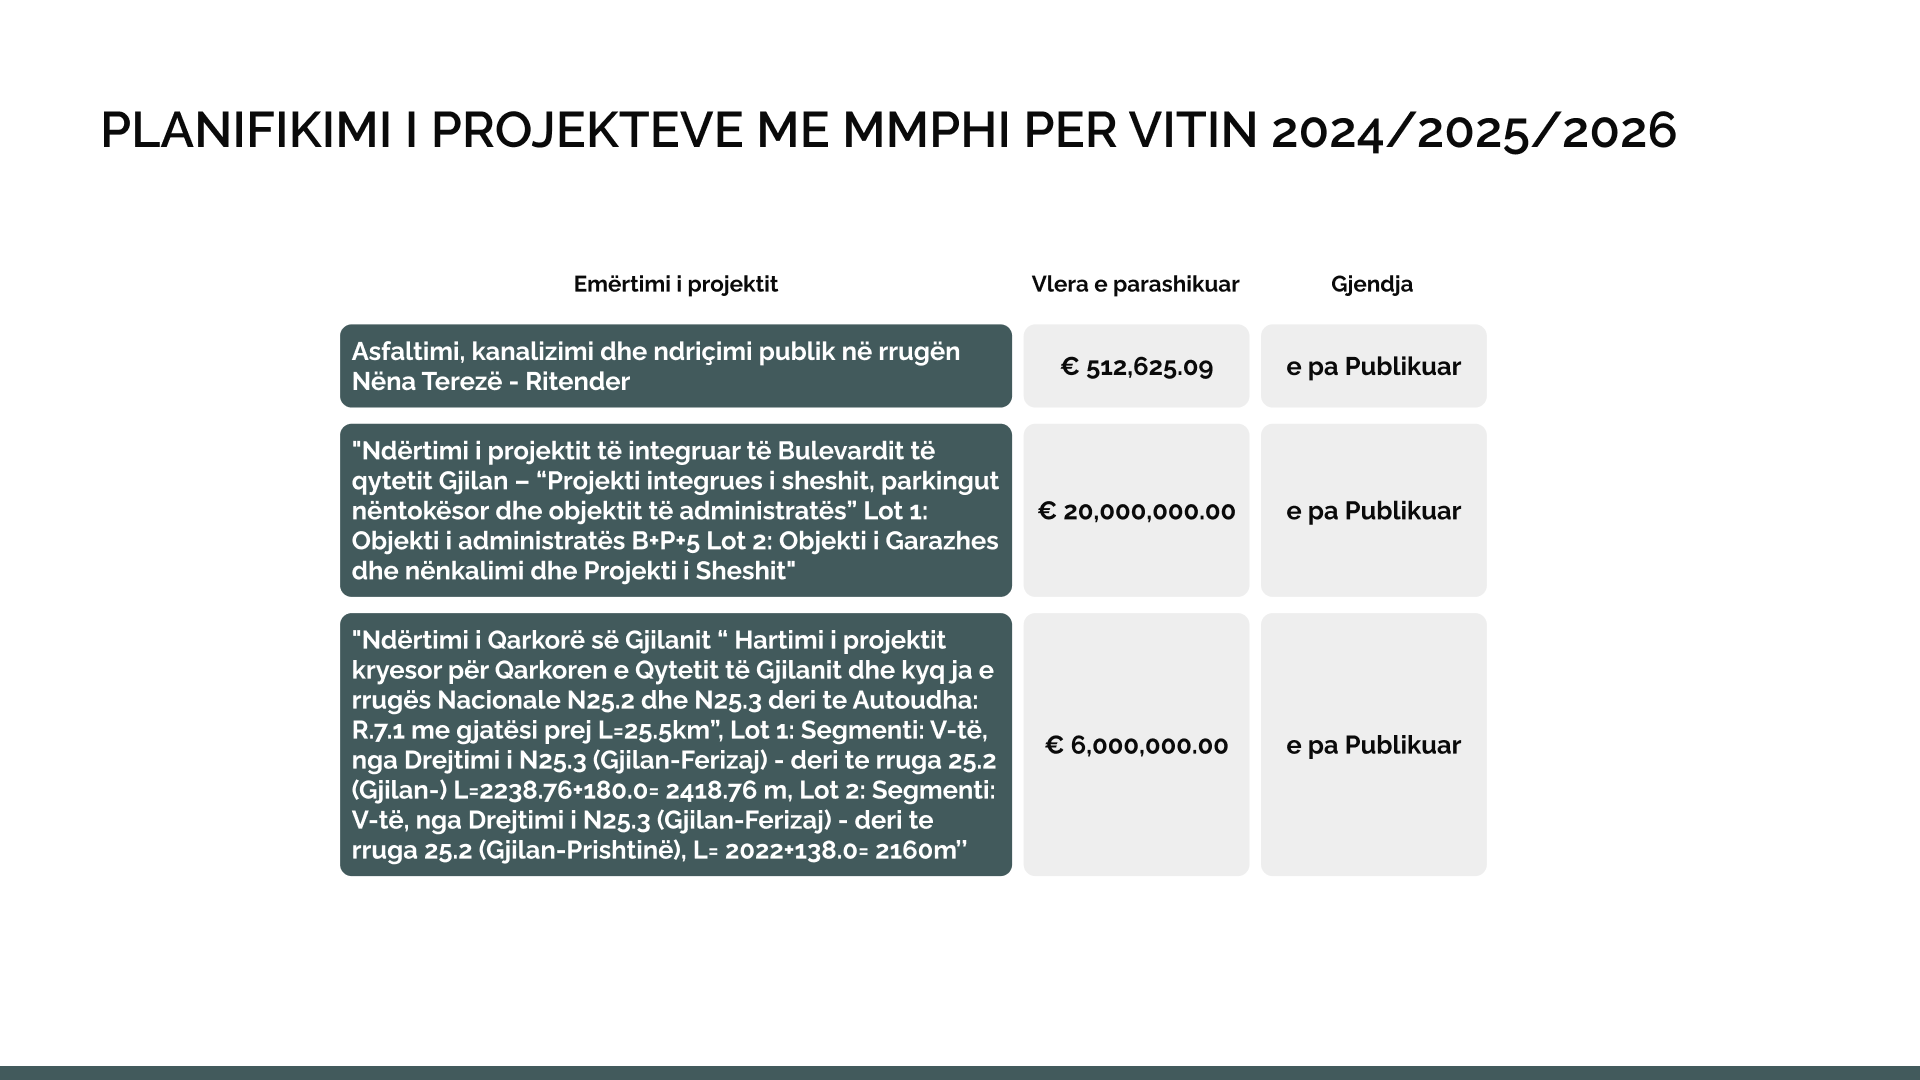 PLANIFIKIMI I PROJEKTEVE ME MMPHI PER VITIN 2024/2025/2026
Emërtimi i projektit
Vlera e parashikuar
Gjendja
Asfaltimi, kanalizimi dhe ndriçimi publik në rrugën
Nëna Terezë - Ritender
€ 512,625.09
e pa Publikuar
"Ndërtimi i projektit të integruar të Bulevardit të
qytetit Gjilan – “Projekti integrues i sheshit, parkingut
nëntokësor dhe objektit të administratës” Lot 1:
Objekti i administratës B+P+5 Lot 2: Objekti i Garazhes
dhe nënkalimi dhe Projekti i Sheshit"
€ 20,000,000.00
e pa Publikuar
"Ndërtimi i Qarkorë së Gjilanit “ Hartimi i projektit
kryesor për Qarkoren e Qytetit të Gjilanit dhe kyq ja e
rrugës Nacionale N25.2 dhe N25.3 deri te Autoudha:
R.7.1 me gjatësi prej L=25.5km”, Lot 1: Segmenti: V-të,
nga Drejtimi i N25.3 (Gjilan-Ferizaj) - deri te rruga 25.2
(Gjilan-) L=2238.76+180.0= 2418.76 m, Lot 2: Segmenti:
V-të, nga Drejtimi i N25.3 (Gjilan-Ferizaj) - deri te
rruga 25.2 (Gjilan-Prishtinë), L= 2022+138.0= 2160m’’
€ 6,000,000.00
e pa Publikuar